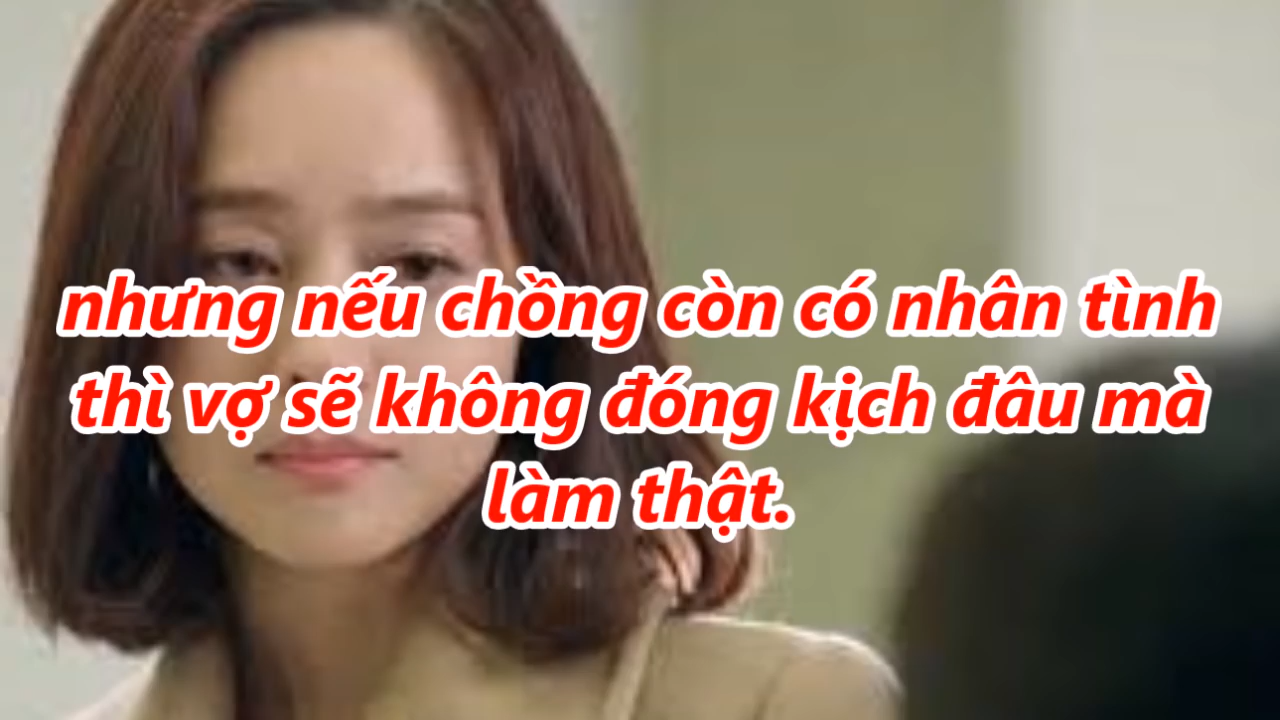 nhưng nếu chồng còn có nhân tình
thì vợ sẽ không đóng kịch đâu mà
làm thật.